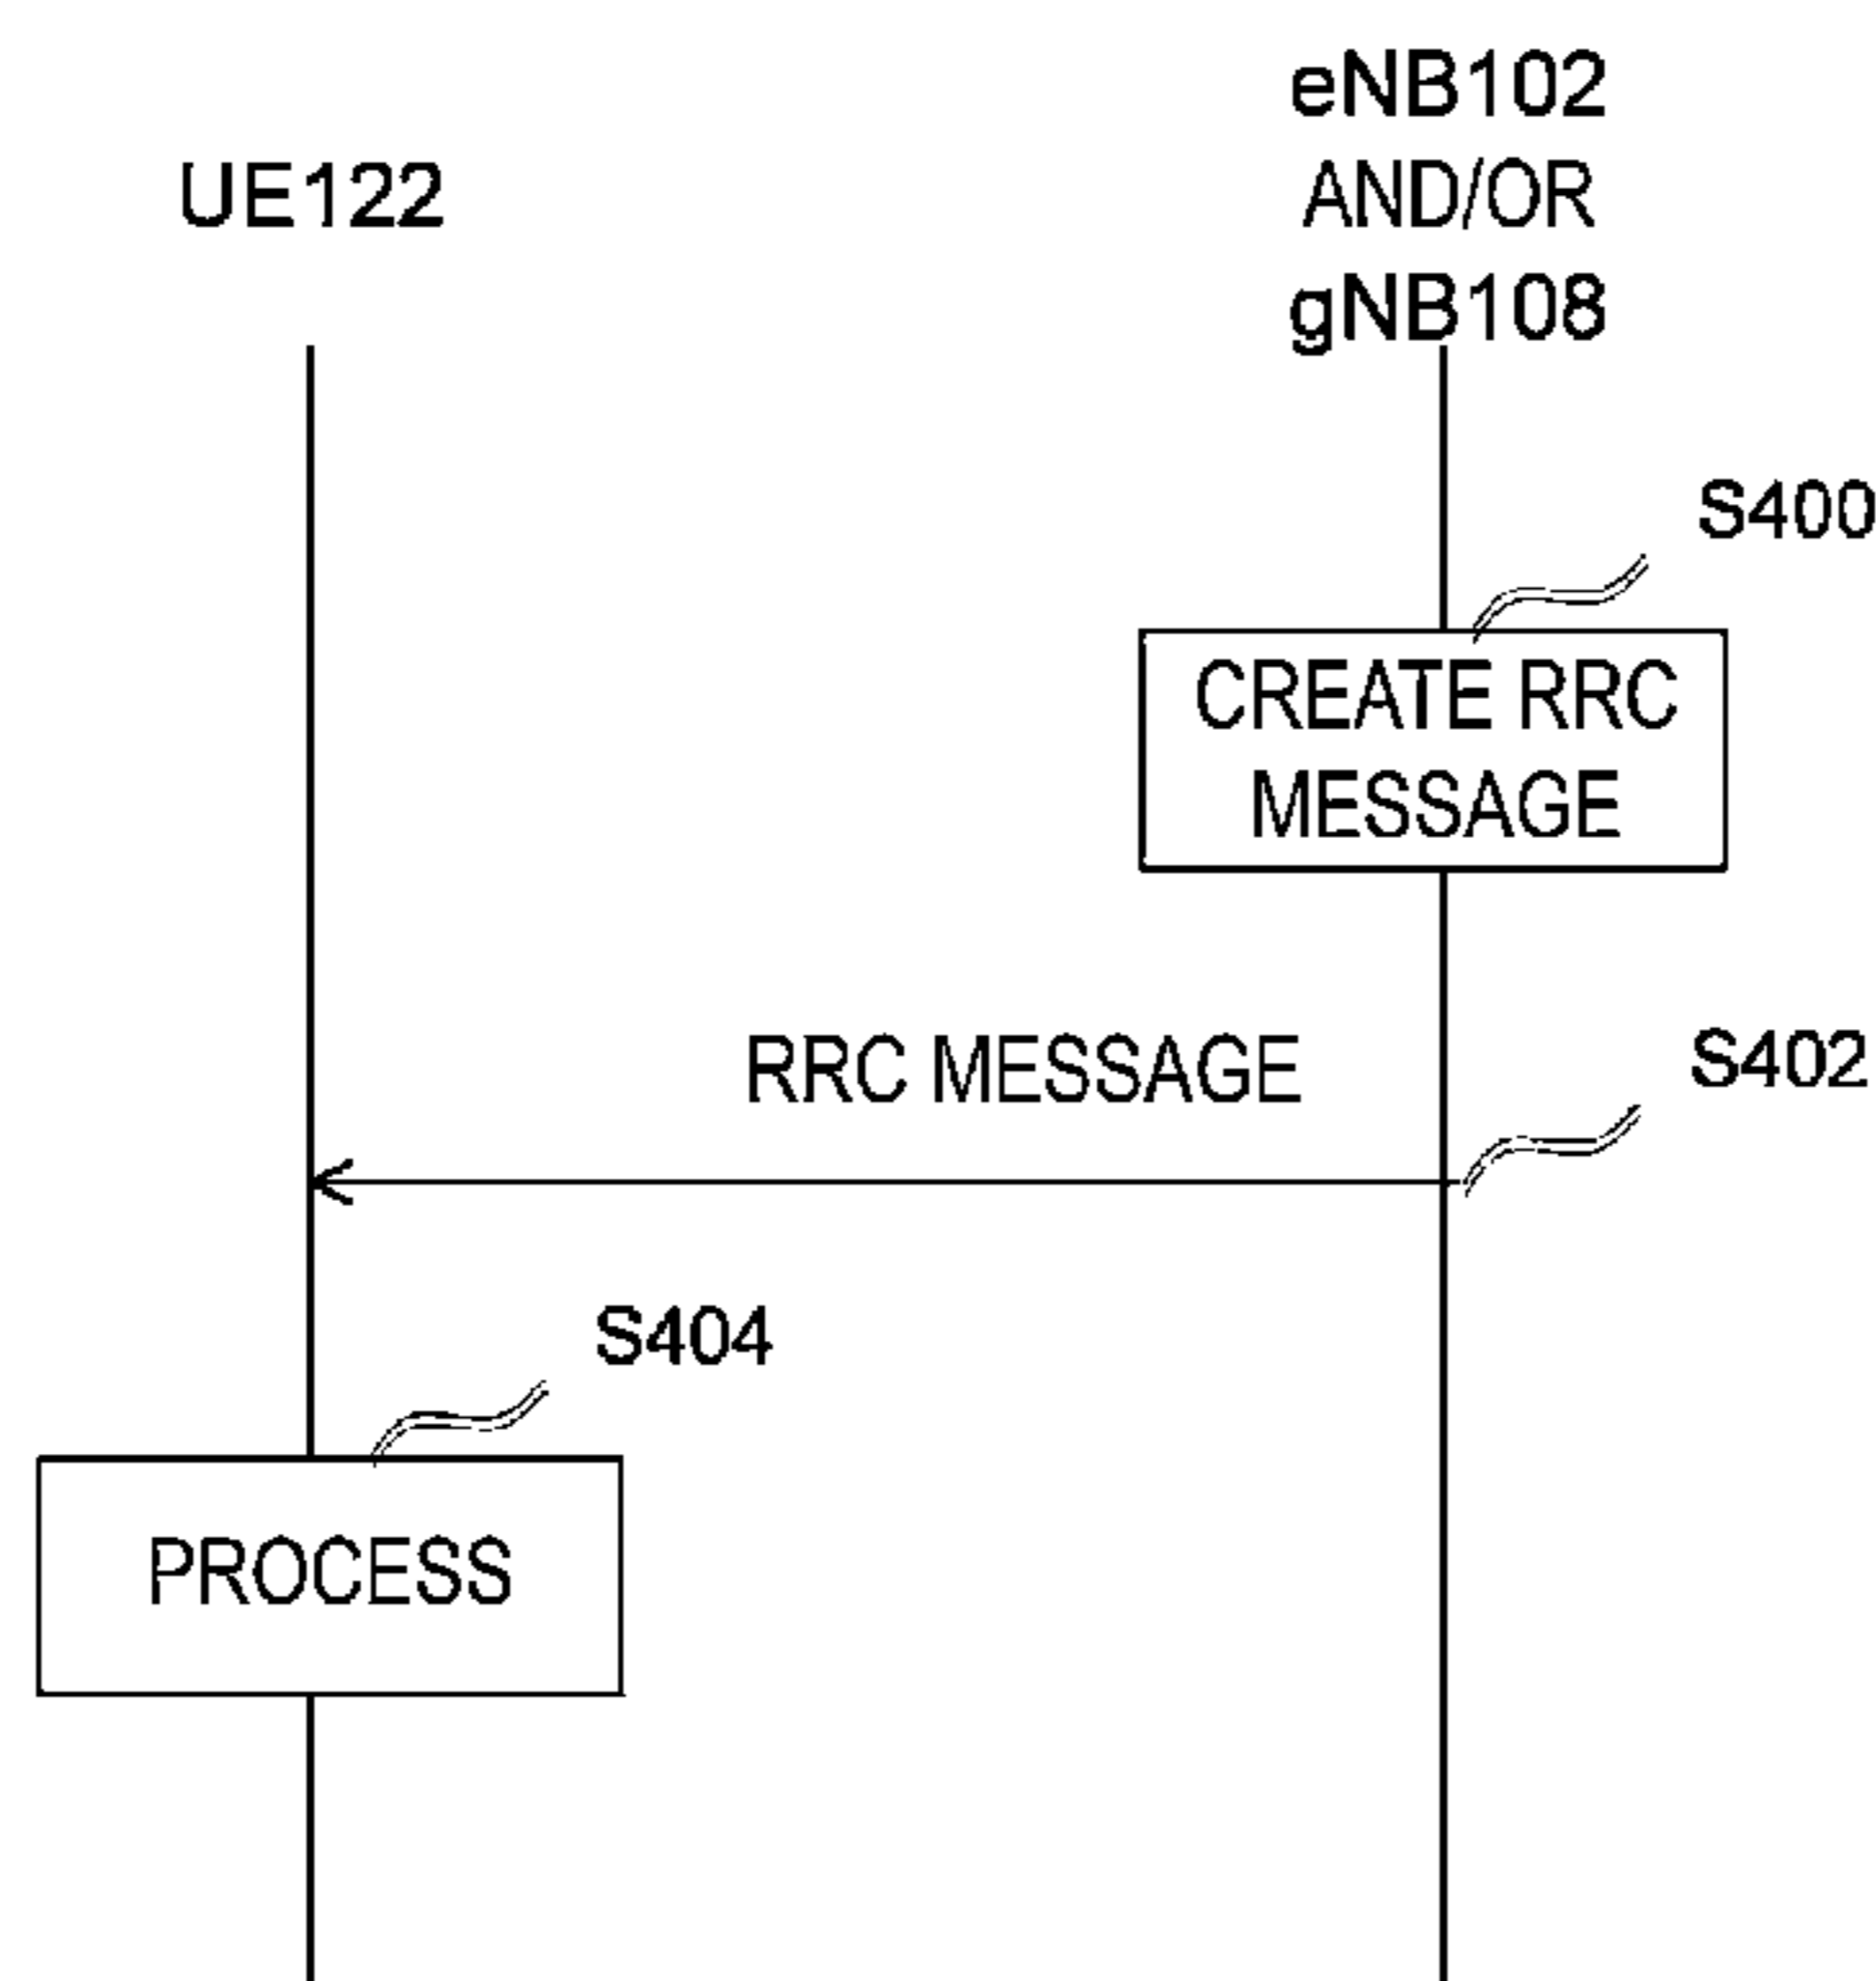 eNB102
UE122
AND/OR
gNB108
S400
CREATE RRC
MESSAGE
RRC MESSAGE
S402
S404
PROCESS